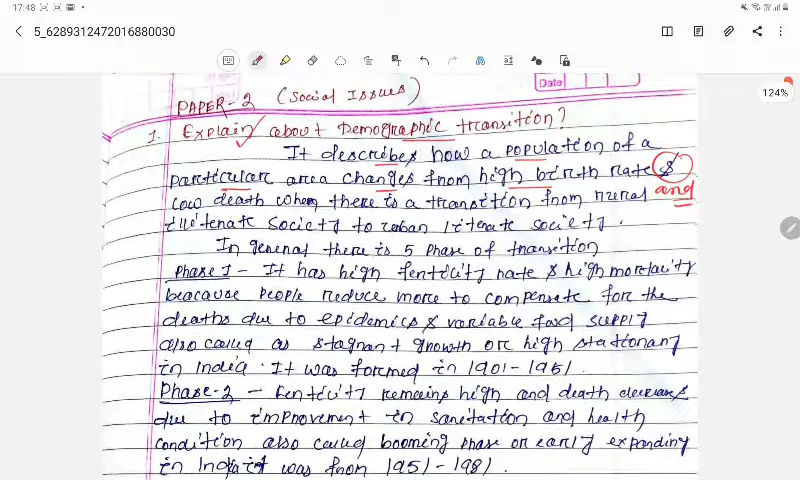 17:48
5_6289312472016880030
124%
Date
PAPER-2 (Social Issues)
1. Explain about Demographic transition?
It describes how a population of a
particular area changes from high birth rate &
and
low death when there is a transition from rural
illiterate society to urban literate society.
In general there is 5 phase of transition
Phase 1 - It has high fertility rate & high mortality
beacause people reduce more to compensate for the
deaths due to epidemics & variable food supply
also called as stagnant growth or high stationary
in India. It was formed in 1901-1951.
Phase-2 - Fertility remains high and death decreases
due to improvement in sanitation and health
condition also called booming phase or early expanding
in India it was from 1951-1981.